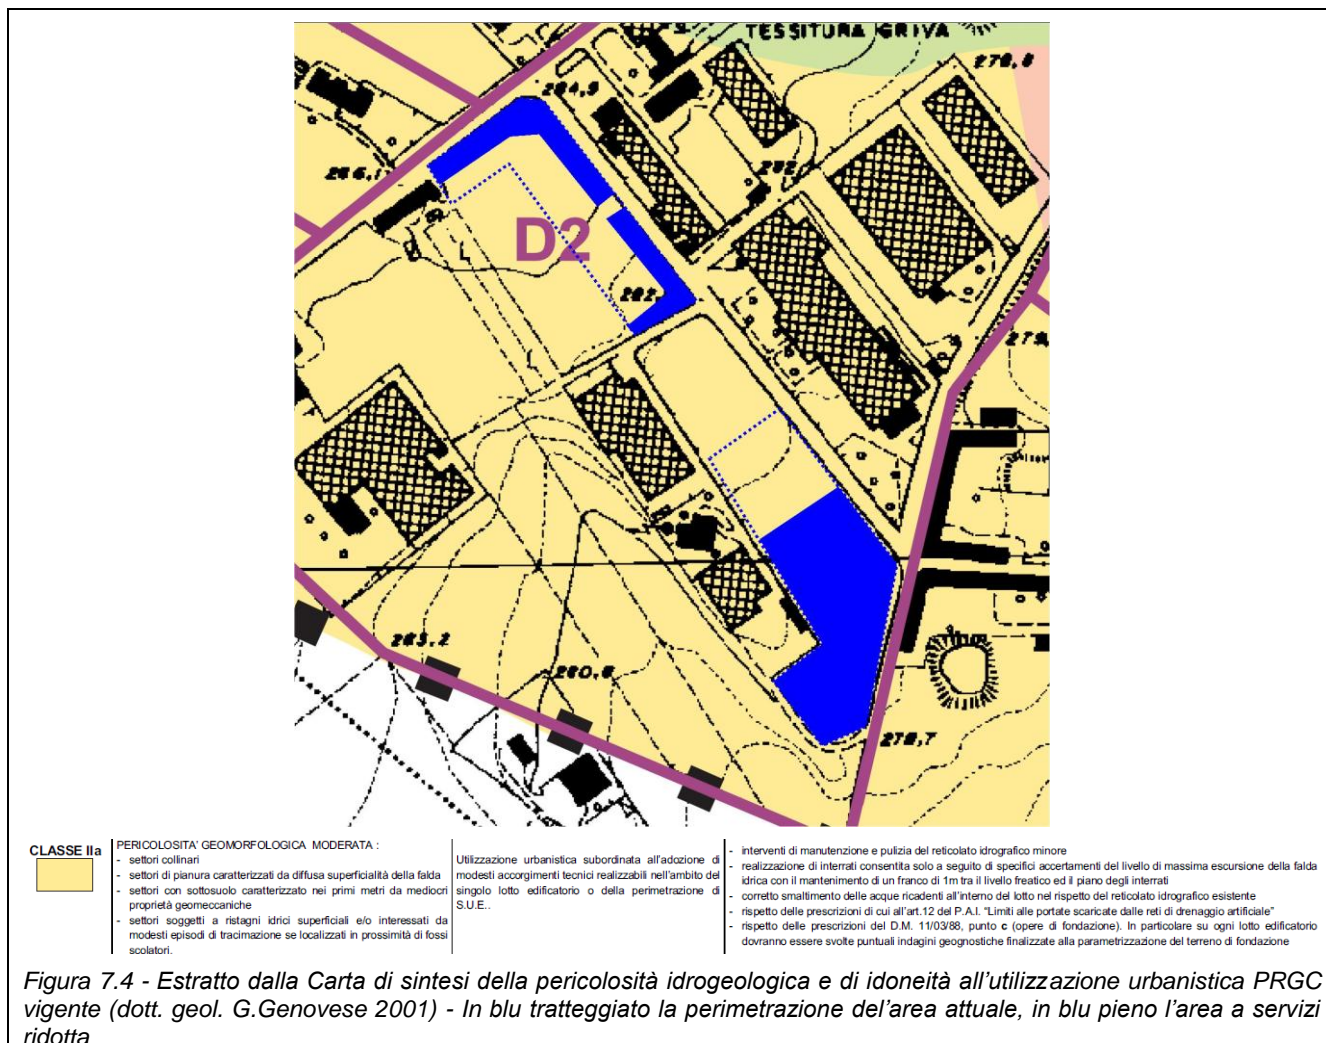 TESSITURA GRIVA
278,8
284,9
286,1
282
D2
282,
279,
283,2
280,6
278,7
CLASSE IIa
PERICOLOSITA' GEOMORFOLOGICA MODERATA :
- settori collinari
- settori di pianura caratterizzati da diffusa superficialità della falda
- settori con sottosuolo caratterizzato nei primi metri da mediocri
proprietà geomeccaniche
- settori soggetti a ristagni idrici superficiali e/o interessati da
modesti episodi di tracimazione se localizzati in prossimità di fossi
scolatori.
Utilizzazione urbanistica subordinata all'adozione di
modesti accorgimenti tecnici realizzabili nell'ambito del
singolo lotto edificatorio o della perimetrazione di
S.U.E..
- interventi di manutenzione e pulizia del reticolato idrografico minore
- realizzazione di interrati consentita solo a seguito di specifici accertamenti del livello di massima escursione della falda
idrica con il mantenimento di un franco di 1m tra il livello freatico ed il piano degli interrati
- corretto smaltimento delle acque ricadenti all'interno del lotto nel rispetto del reticolato idrografico esistente
- rispetto delle prescrizioni di cui all'art.12 del P.A.I. "Limiti alle portate scaricate dalle reti di drenaggio artificiale"
- rispetto delle prescrizioni del D.M. 11/03/88, punto c (opere di fondazione). In particolare su ogni lotto edificatorio
dovranno essere svolte puntuali indagini geognostiche finalizzate alla parametrizzazione del terreno di fondazione
Figura 7.4 - Estratto dalla Carta di sintesi della pericolosità idrogeologica e di idoneità all'utilizzazione urbanistica PRGC
vigente (dott. geol. G.Genovese 2001) - In blu tratteggiato la perimetrazione del'area attuale, in blu pieno l'area a servizi
ridotta